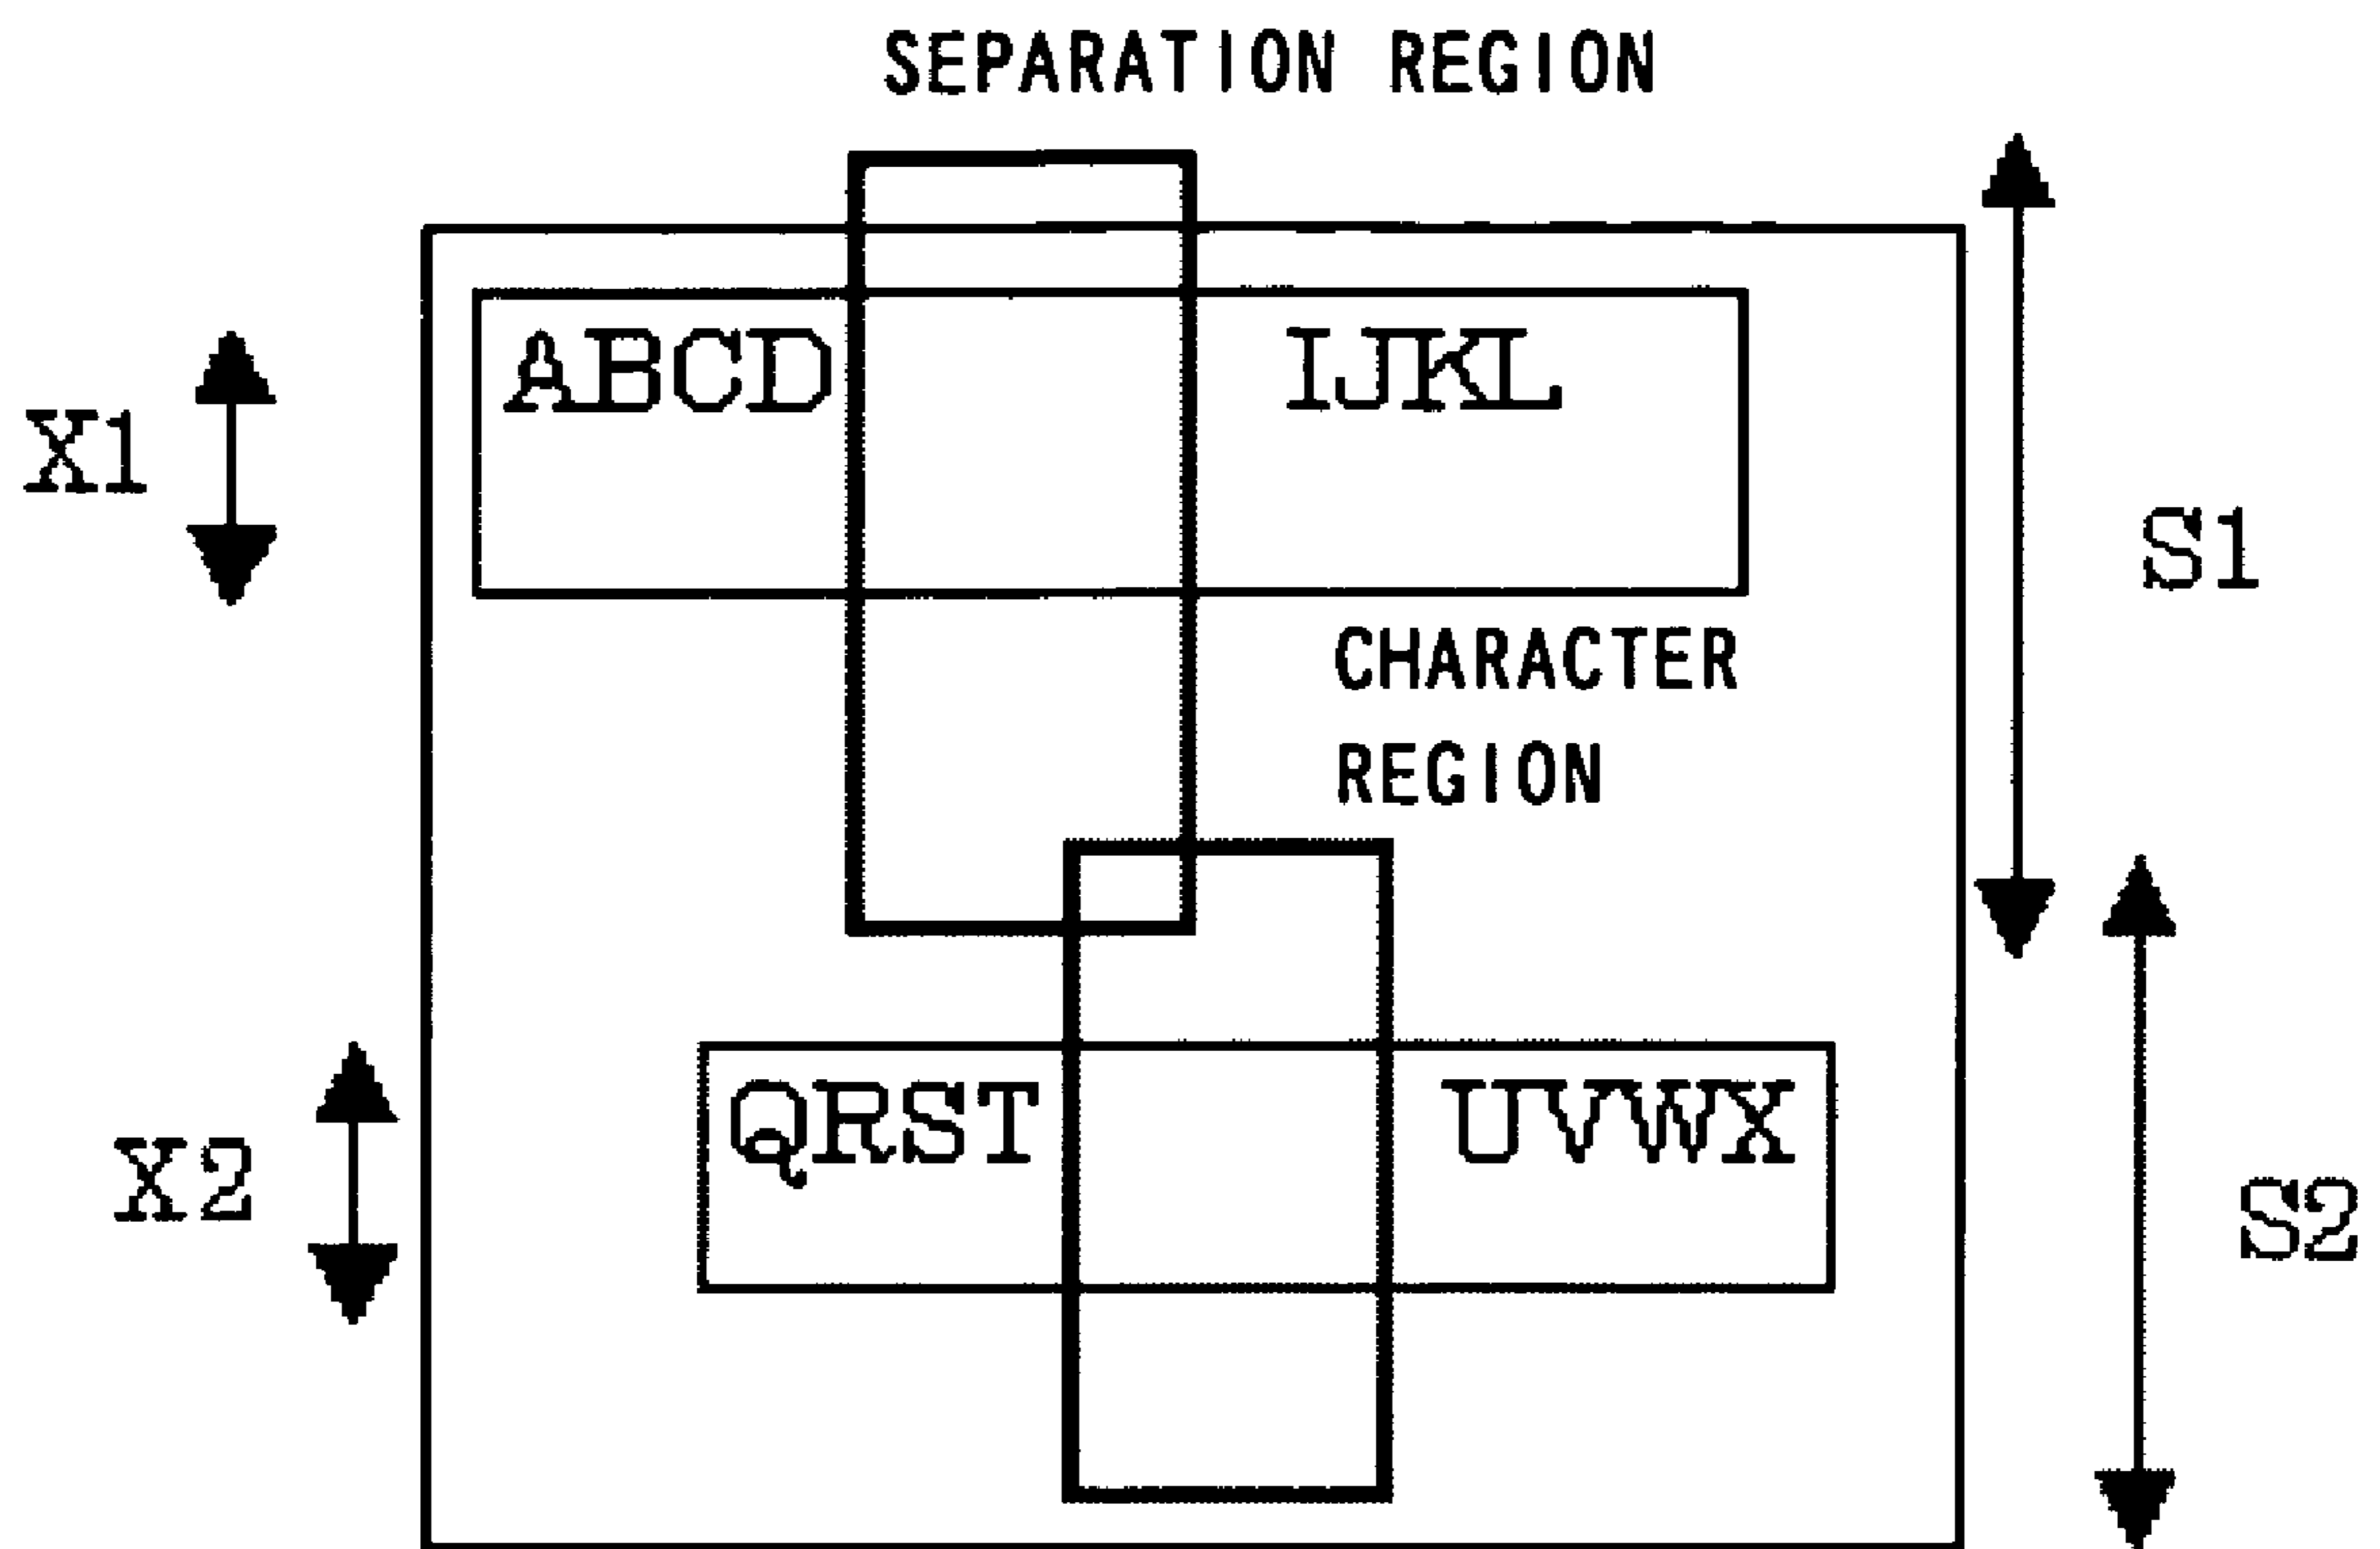 SEPARATION REGION
ABCD IJKL
X1
S1
CHARACTER
REGION
QRST UVWX
X2
S2